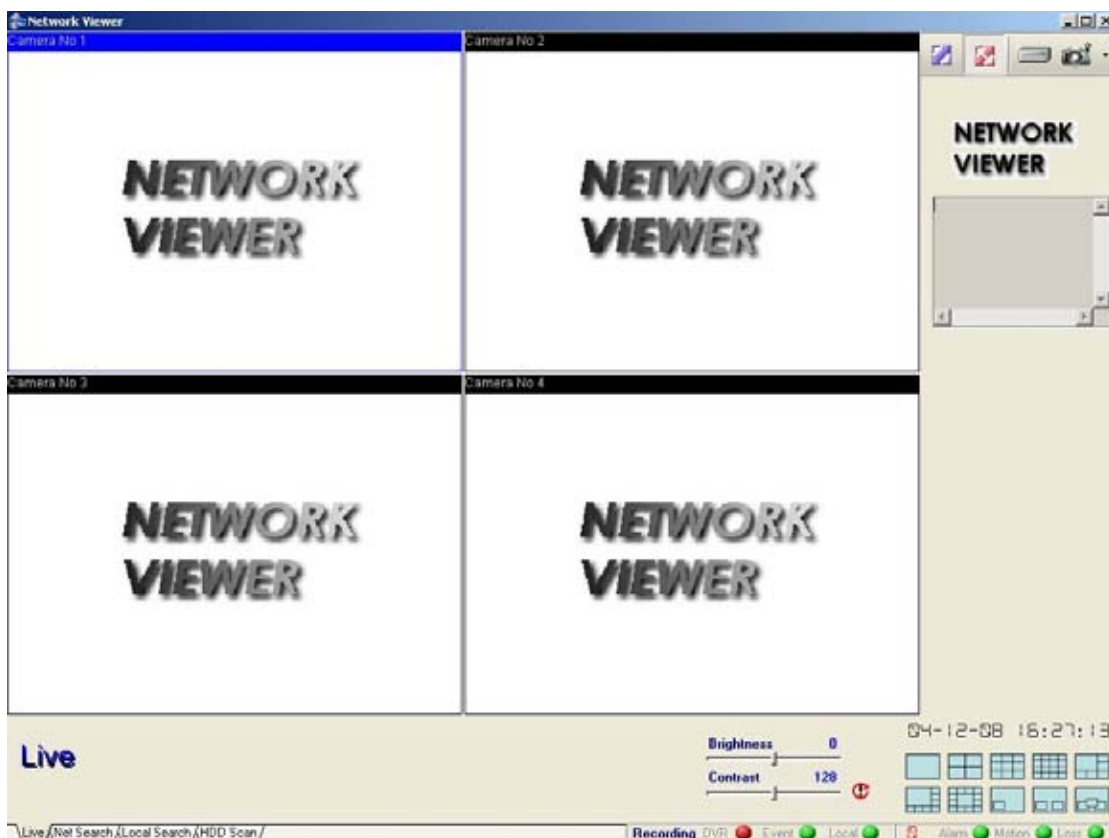 Network Viewer
Camera No 1
Camera No 2
NETWORK
VIEWER
NETWORK
VIEWER
NETWORK
VIEWER
Camera No 3
Camera No 4
NETWORK
VIEWER
NETWORK
VIEWER
Live
Brightness 0
Contrast 128
04-12-08 16:27:13
Live Net Search Local Search HDD Scan
Recording DVR Event Local Alarm Motion Loss